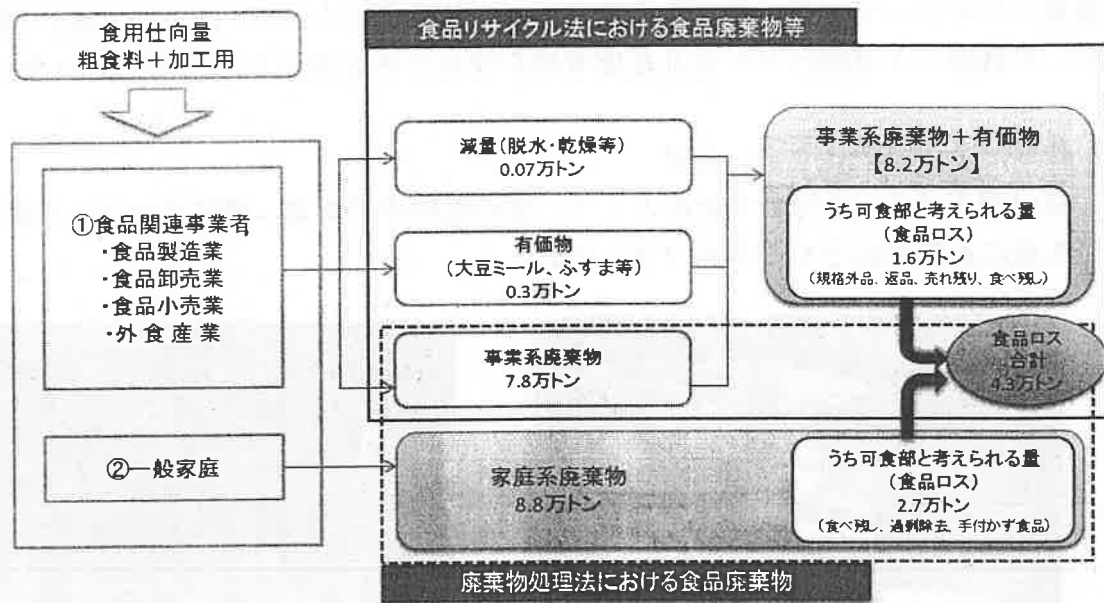 食用仕向量
粗食料＋加工用
食品リサイクル法における食品廃棄物等
①食品関連事業者
・食品製造業
・食品卸売業
・食品小売業
・外食産業
②一般家庭
減量(脱水・乾燥等)
0.07万トン
有価物
(大豆ミール、ふすま等)
0.3万トン
事業系廃棄物
7.8万トン
事業系廃棄物＋有価物
【8.2万トン】
うち可食部と考えられる量
(食品ロス)
1.6万トン
(規格外品、返品、売れ残り、食べ残し)
食品ロス
合計
4.3万トン
家庭系廃棄物
8.8万トン
うち可食部と考えられる量
(食品ロス)
2.7万トン
(食べ残し、過剰除去、手付かず食品)
廃棄物処理法における食品廃棄物